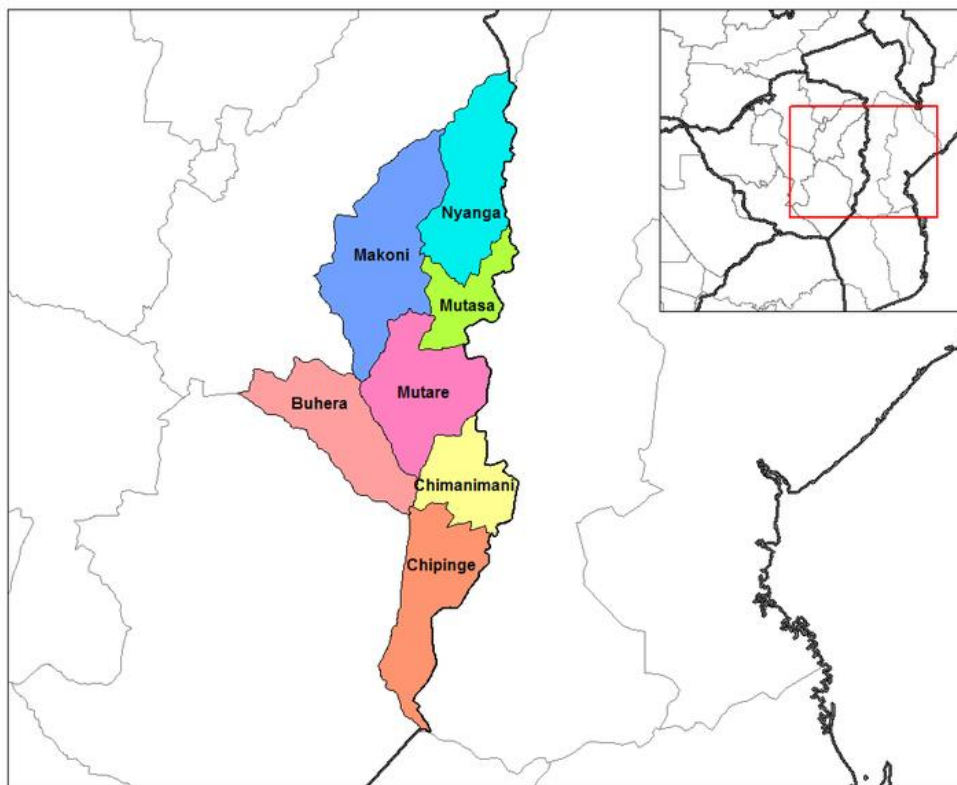 Nyanga
Makoni
Mutasa
Mutare
Buhera
Chimanimani
Chipinge